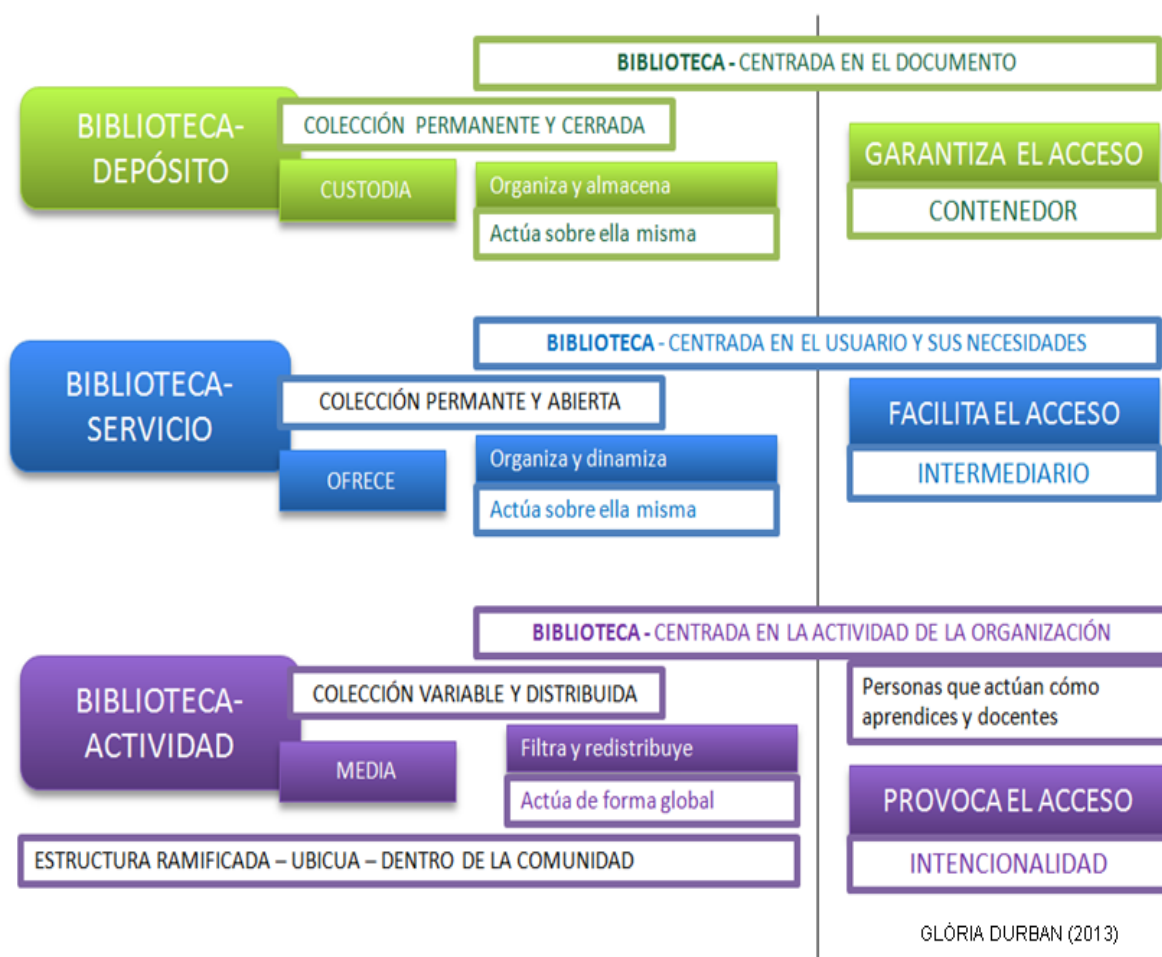 BIBLIOTECA - CENTRADA EN EL DOCUMENTO
BIBLIOTECA-
DEPÓSITO
COLECCIÓN PERMANENTE Y CERRADA
CUSTODIA
Organiza y almacena
Actúa sobre ella misma
GARANTIZA EL ACCESO
CONTENEDOR
BIBLIOTECA - CENTRADA EN EL USUARIO Y SUS NECESIDADES
BIBLIOTECA-
SERVICIO
COLECCIÓN PERMANTE Y ABIERTA
OFRECE
Organiza y dinamiza
Actúa sobre ella misma
FACILITA EL ACCESO
INTERMEDIARIO
BIBLIOTECA - CENTRADA EN LA ACTIVIDAD DE LA ORGANIZACIÓN
BIBLIOTECA-
ACTIVIDAD
COLECCIÓN VARIABLE Y DISTRIBUIDA
MEDIA
Filtra y redistribuye
Actúa de forma global
Personas que actúan cómo
aprendices y docentes
PROVOCA EL ACCESO
INTENCIONALIDAD
ESTRUCTURA RAMIFICADA – UBICUA – DENTRO DE LA COMUNIDAD
GLÒRIA DURBAN (2013)